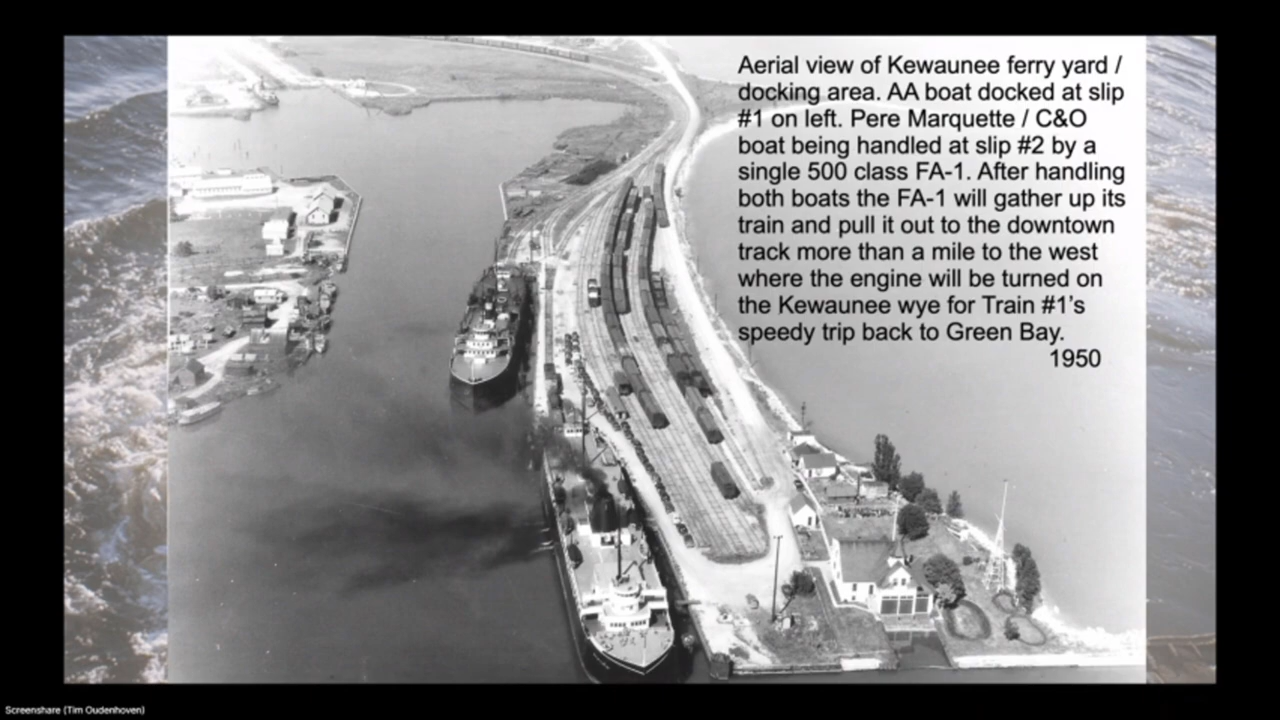 Aerial view of Kewaunee ferry yard /
docking area. AA boat docked at slip
#1 on left. Pere Marquette / C&O
boat being handled at slip #2 by a
single 500 class FA-1. After handling
both boats the FA-1 will gather up its
train and pull it out to the downtown
track more than a mile to the west
where the engine will be turned on
the Kewaunee wye for Train #1’s
speedy trip back to Green Bay.
1950
Screenshare (Tim Oudenhoven)